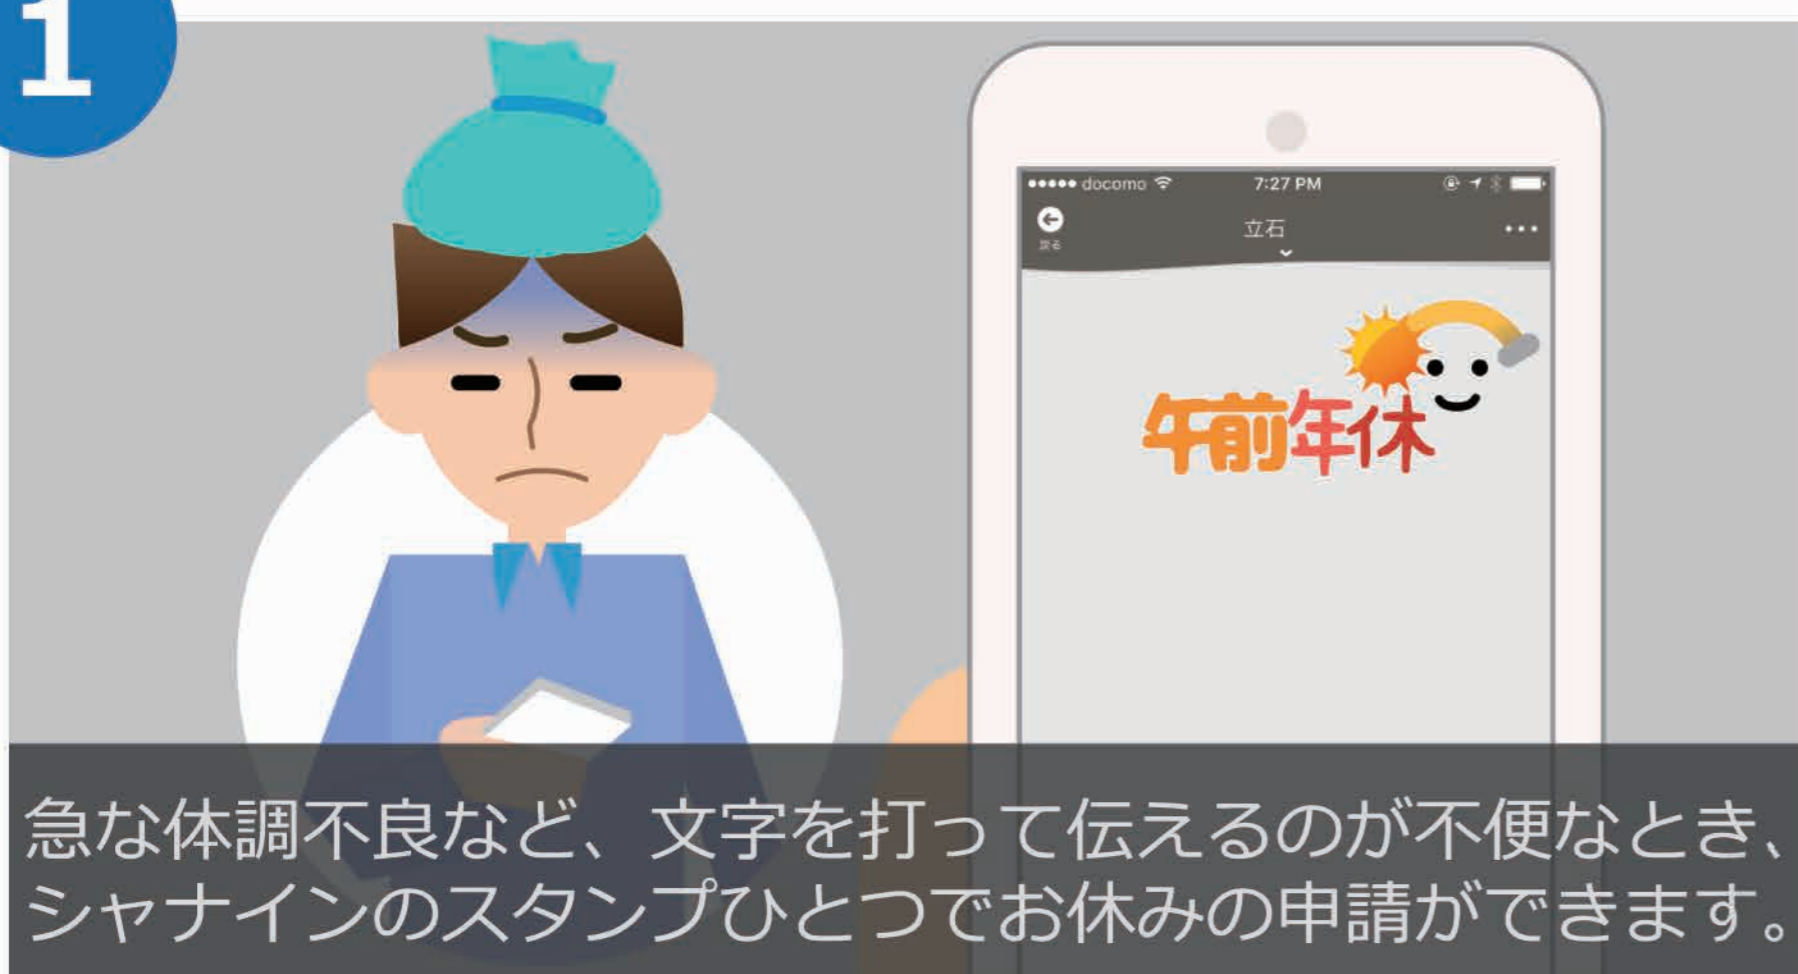 1
●●●●● docomo 7:27 PM
戻る
立石
午前年休
急な体調不良など、文字を打って伝えるのが不便なとき、
シャナインのスタンプひとつでお休みの申請ができます。